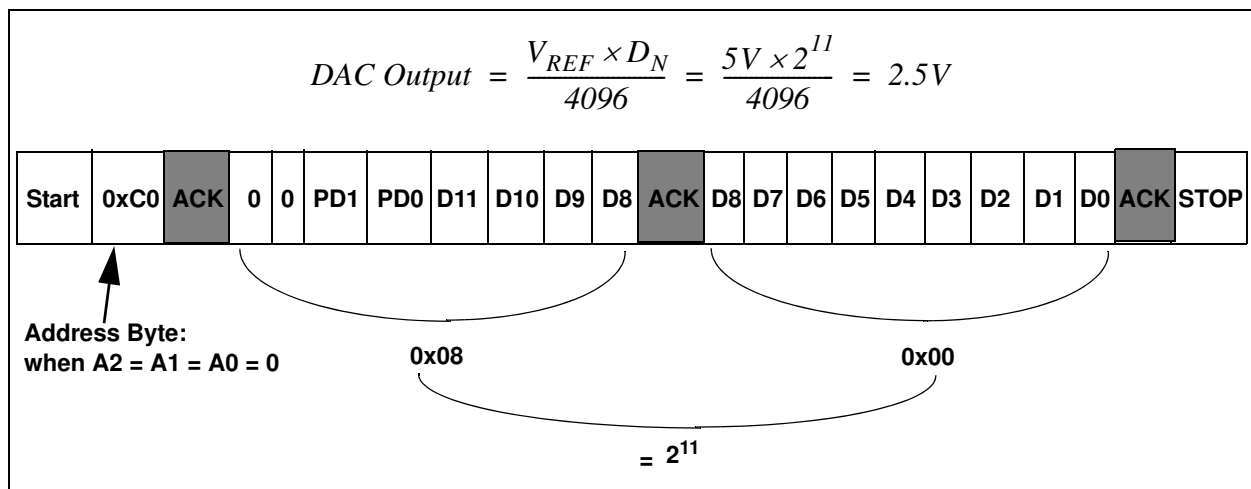 DAC Output = V_REF × D_N / 4096 = 5V × 2^11 / 4096 = 2.5V
Start 0xC0 ACK 0 0 PD1 PD0 D11 D10 D9 D8 ACK D8 D7 D6 D5 D4 D3 D2 D1 D0 ACK STOP
Address Byte:
when A2 = A1 = A0 = 0
0x08 0x00
= 2^11